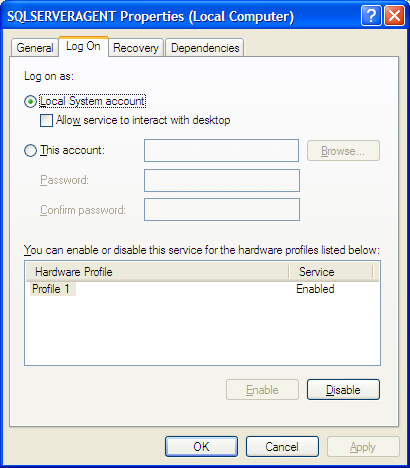 SQLSERVERAGENT Properties (Local Computer)
General Log On Recovery Dependencies
Log on as:
Local System account
Allow service to interact with desktop
This account: Browse...
Password:
Confirm password:
You can enable or disable this service for the hardware profiles listed below:
Hardware Profile Service
Profile 1 Enabled
Enable Disable
OK Cancel Apply